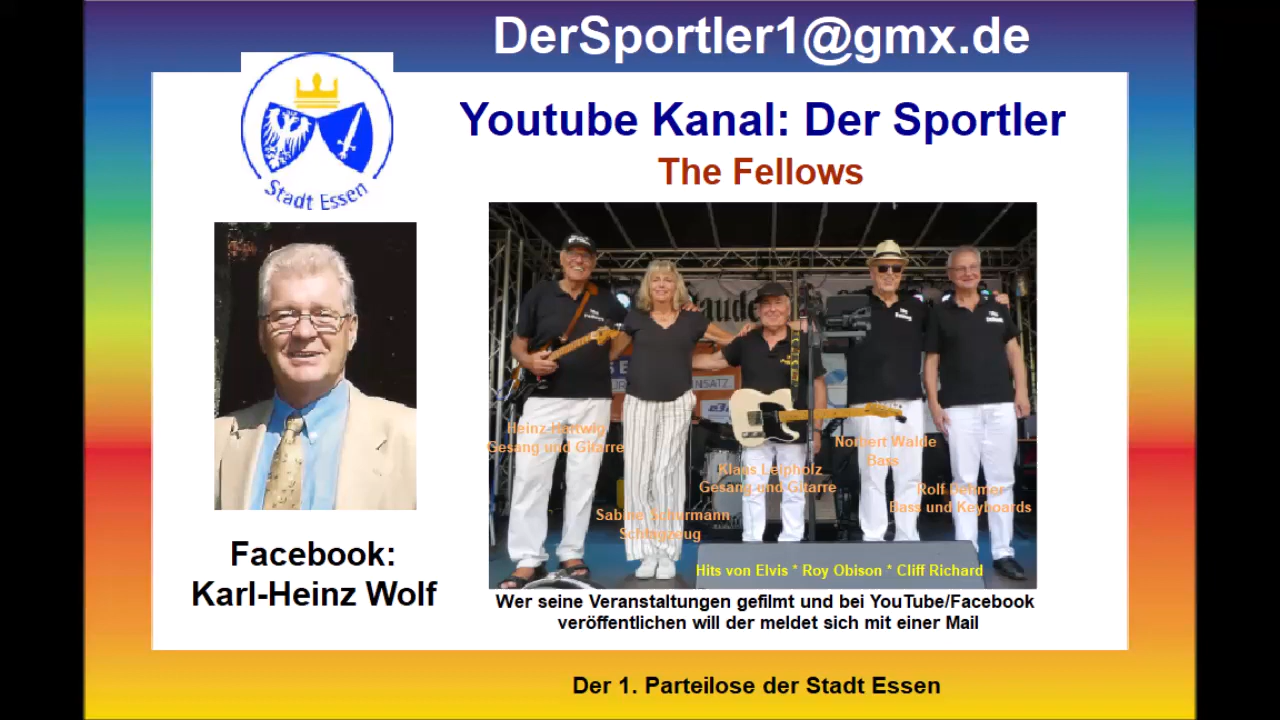 DerSportler1@gmx.de
Youtube Kanal: Der Sportler
The Fellows
Stadt Essen
Facebook:
Karl-Heinz Wolf
Heinz Hartwig
Gesang und Gitarre
Sabine Schürmann
Schlagzeug
Klaus Leipholz
Gesang und Gitarre
Norbert Walde
Bass
Rolf Dehmer
Bass und Keyboards
Hits von Elvis * Roy Obison * Cliff Richard
Wer seine Veranstaltungen gefilmt und bei YouTube/Facebook
veröffentlichen will der meldet sich mit einer Mail
Der 1. Parteilose der Stadt Essen